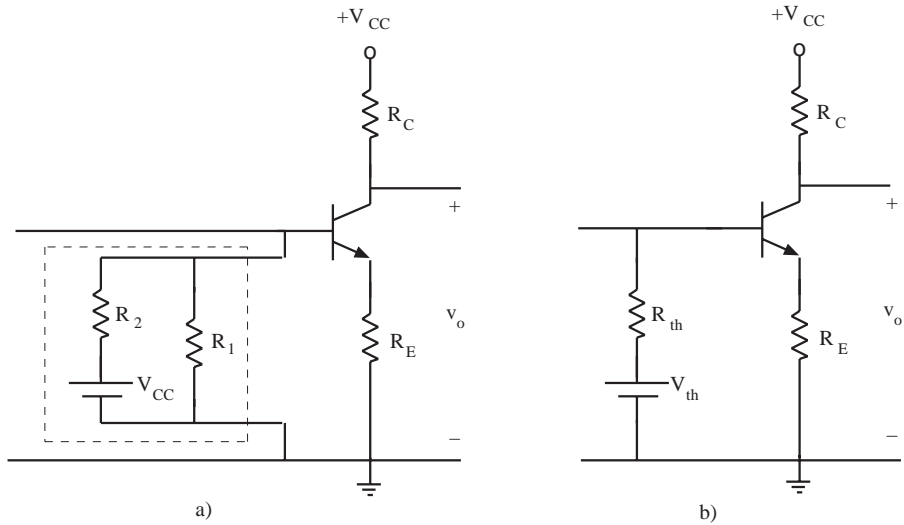 +V CC
R C
+
R 2
R 1
V CC
R E
v o
−
a)
+V CC
R C
+
R th
V th
R E
v o
−
b)